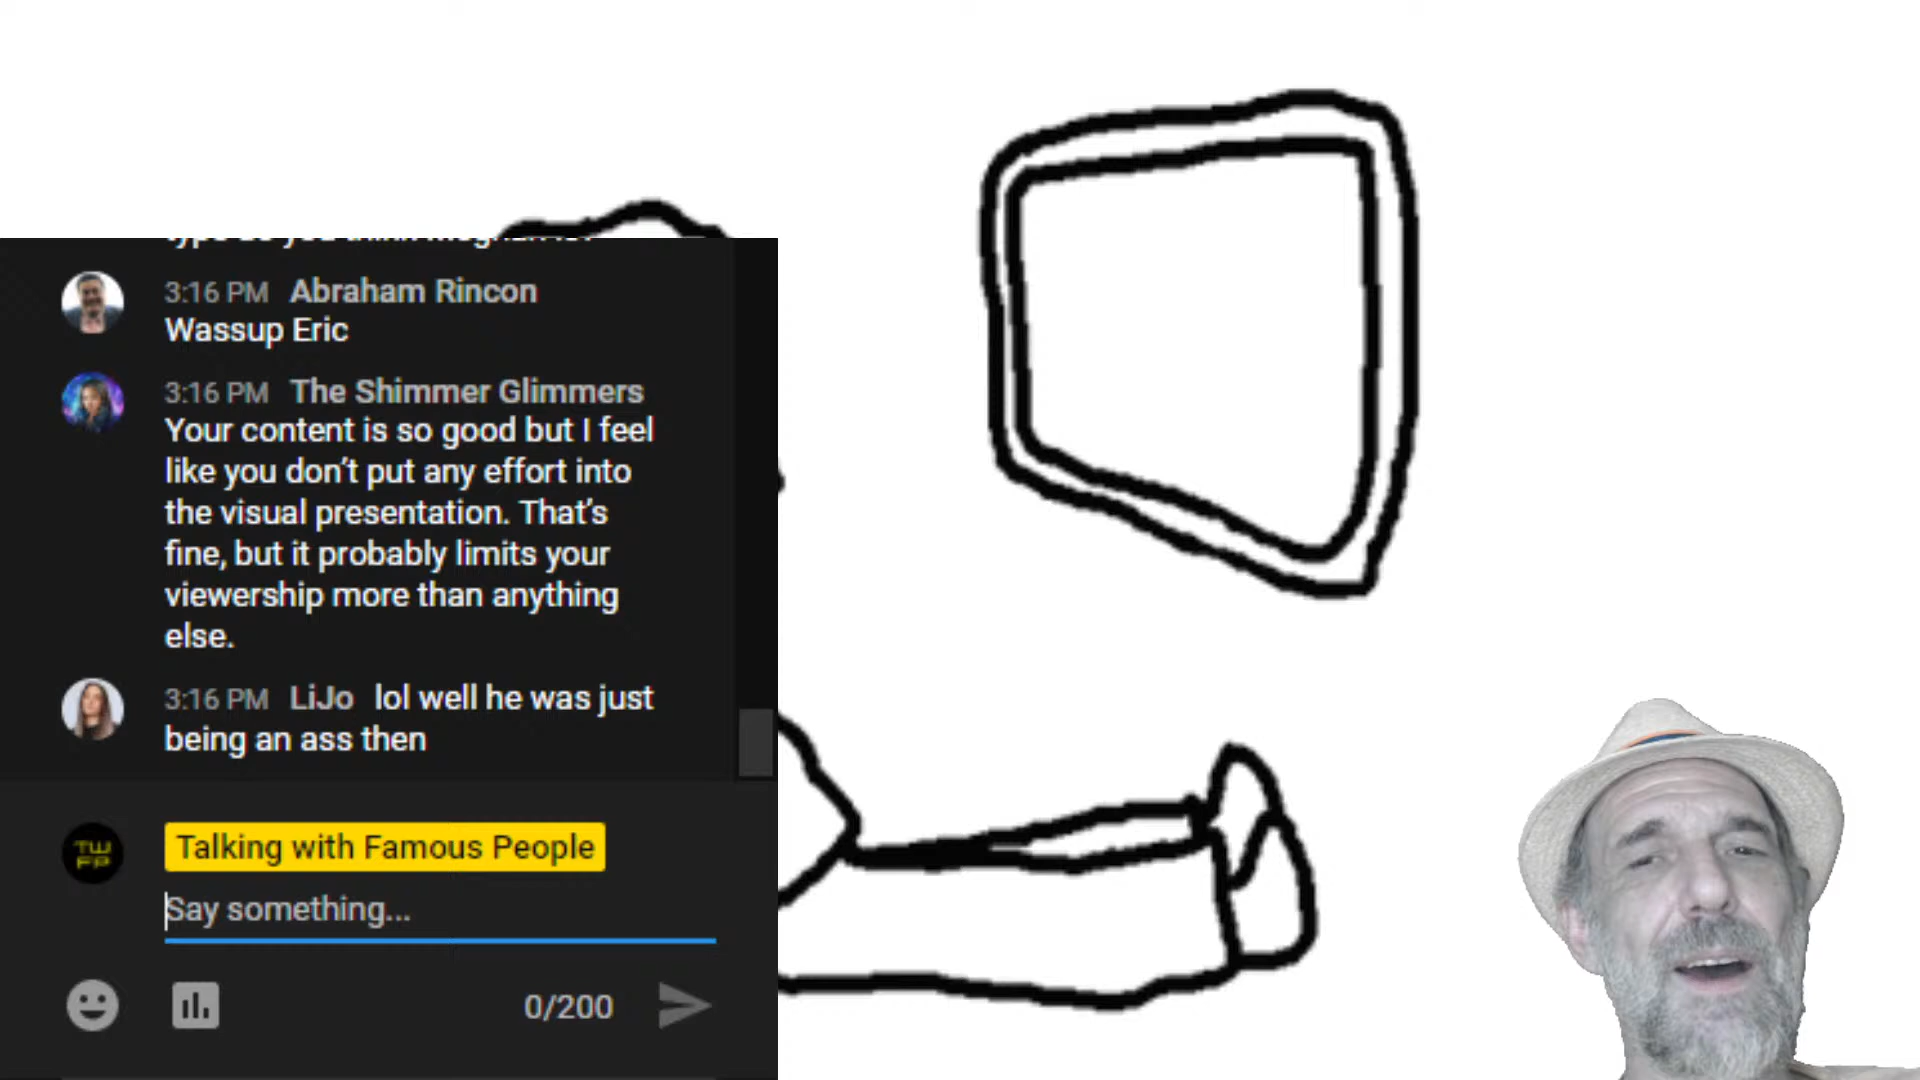 3:16 PM Abraham Rincon
Wassup Eric
3:16 PM The Shimmer Glimmers
Your content is so good but I feel
like you don't put any effort into
the visual presentation. That's
fine, but it probably limits your
viewership more than anything
else.
3:16 PM LiJo lol well he was just
being an ass then
TW
FP
Talking with Famous People
Say something...
0/200